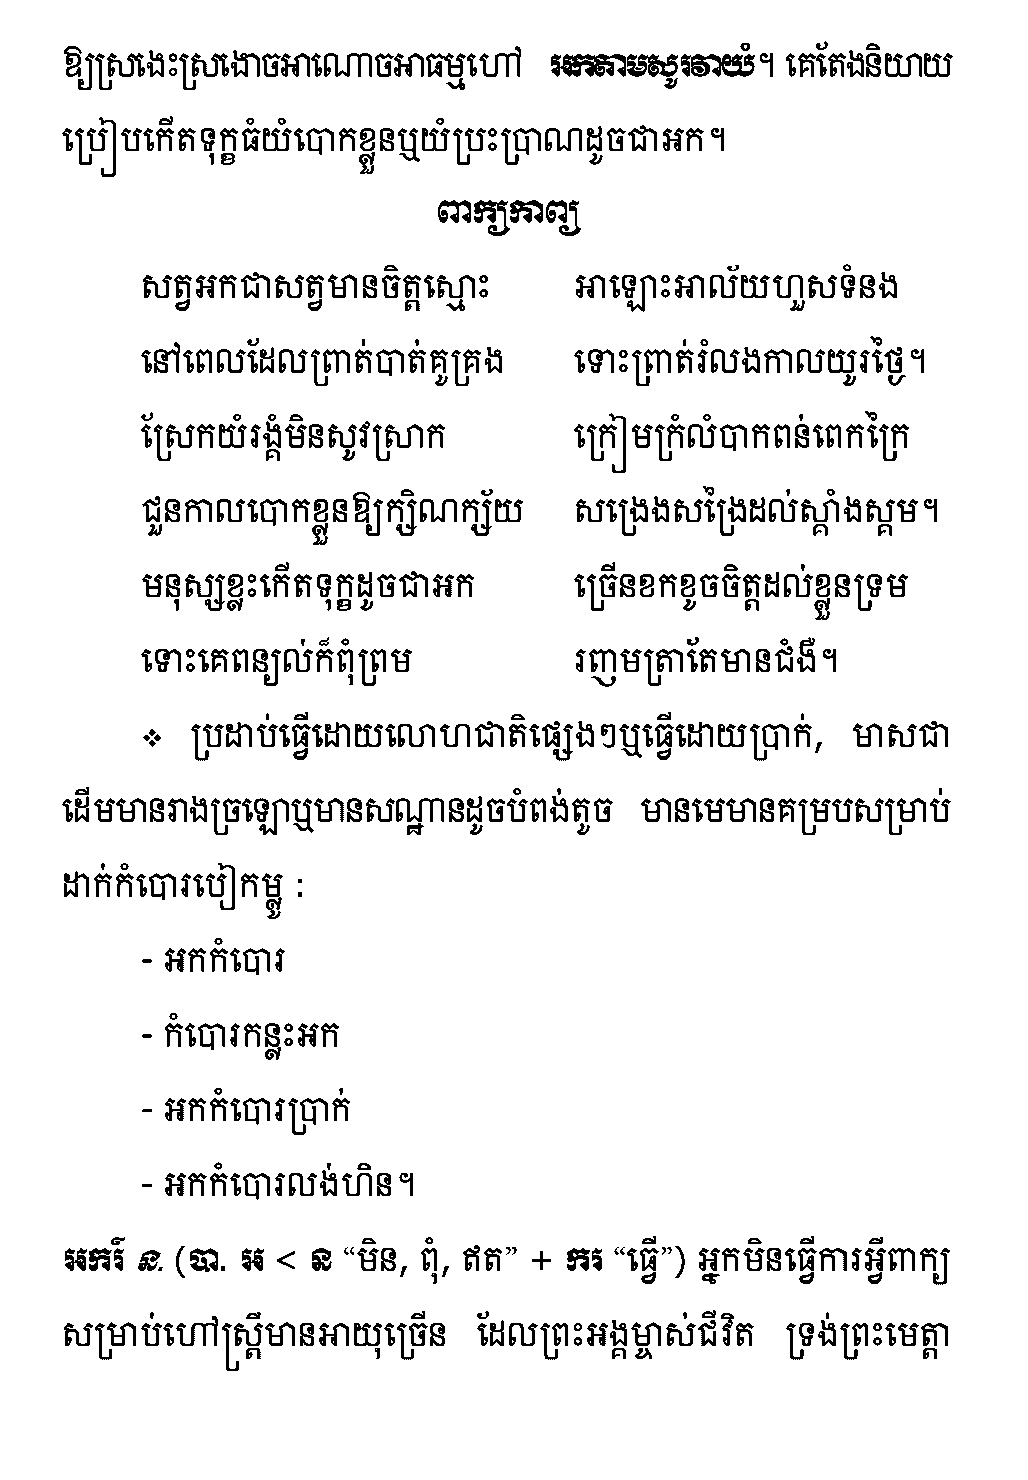 ឱ្យស្រងេះស្រងោចអាណោចអាធម្មហៅ អកតាមសូរវាយំ។ គេតែងនិយាយ
ប្រៀបកើតទុក្ខធំយំបោកខ្លួនឬយំប្រះប្រាណដូចជាអក។
ពាក្យកាព្យ
សត្វអកជាសត្វមានចិត្តស្មោះ អាឡោះអាល័យហួសទំនង
នៅពេលដែលព្រាត់បាត់គូគ្រង ទោះព្រាត់រំលងកាលយូរថ្ងៃ។
ស្រែកយំរង្គំមិនសូវស្រាក ក្រៀមក្រំលំបាកពន់ពេកក្រៃ
ជួនកាលបោកខ្លួនឱ្យក្សិណក្ស័យ សង្រេងសង្រៃដល់ស្គាំងស្គម។
មនុស្សខ្លះកើតទុក្ខដូចជាអក ច្រើនខកខូចចិត្តដល់ខ្លួនទ្រម
ទោះគេពន្យល់ក៏ពុំព្រម រញមត្រាតែមានជំងឺ។
❖ ប្រដាប់ធ្វើដោយលោហជាតិផ្សេងៗឬធ្វើដោយប្រាក់, មាសជា
ដើមមានរាងច្រឡោឬមានសណ្ឋានដូចបំពង់តូច មានមេមានគម្របសម្រាប់
ដាក់កំបោរបៀកម្លូ :
- អកកំបោរ
- កំបោរកន្លះអក
- អកកំបោរប្រាក់
- អកកំបោរលង់ហិន។
អករ៍ ន. (បា. អ < ន “មិន, ពុំ, ឥត” + ករ “ធ្វើ”) អ្នកមិនធ្វើការអ្វីពាក្យ
សម្រាប់ហៅស្ត្រីមានអាយុច្រើន ដែលព្រះអង្គម្ចាស់ជីវិត ទ្រង់ព្រះមេត្តា